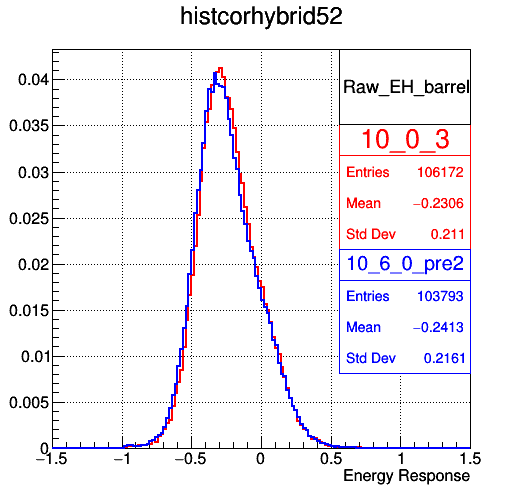 histcorhybrid52
Raw_EH_barrel
10_0_3
Entries 106172
Mean −0.2306
Std Dev 0.211
10_6_0_pre2
Entries 103793
Mean −0.2413
Std Dev 0.2161
0.04
0.035
0.03
0.025
0.02
0.015
0.01
0.005
0
−1.5 −1 −0.5 0 0.5 1 1.5
Energy Response